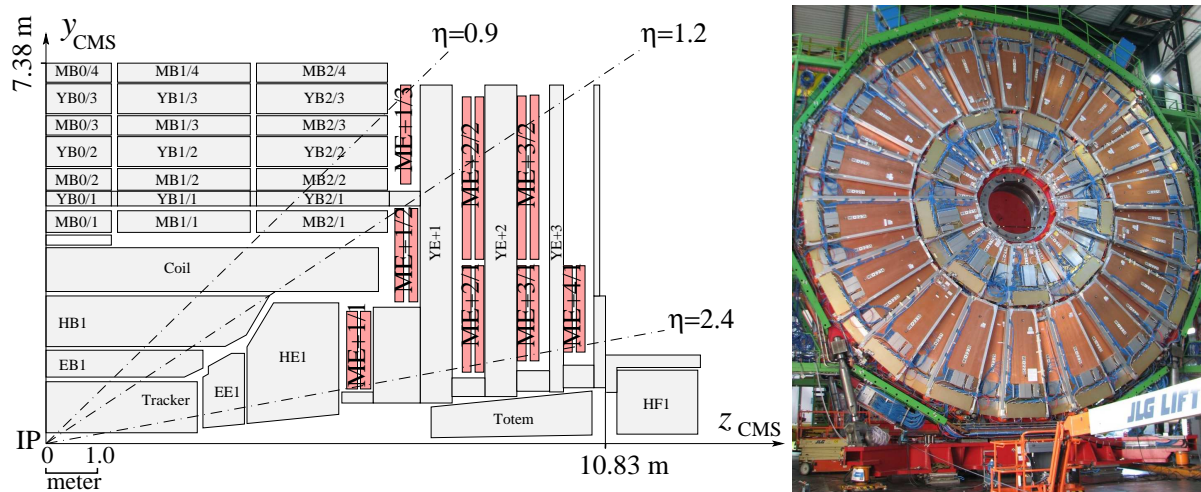 y CMS
7.38 m
η=0.9
η=1.2
MB0/4 MB1/4 MB2/4
YB0/3 YB1/3 YB2/3
MB0/3 MB1/3 MB2/3
YB0/2 YB1/2 YB2/2
MB0/2 MB1/2 MB2/2
YB0/1 YB1/1 YB2/1
MB0/1 MB1/1 MB2/1
ME+1/3
ME+2/2
ME+3/2
ME+1/2
YE+1
YE+2
YE+3
Coil
HB1
EB1
Tracker
EE1
HE1
ME+1/1
ME+2/1
ME+3/1
ME+4/1
η=2.4
Totem
HF1
IP
z CMS
0 1.0
meter
10.83 m
JLG LIFT
JLG